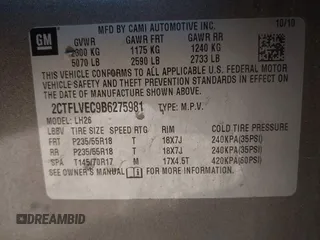 GM
MFD BY CAMI AUTOMOTIVE INC.
10/10
GVWR GAWR FRT GAWR RR
2300 KG 1175 KG 1240 KG
5070 LB 2590 LB 2733 LB
THIS VEHICLE CONFORMS TO ALL APPLICABLE U.S. FEDERAL MOTOR
VEHICLE SAFETY, BUMPER, AND THEFT PREVENTION STANDARDS IN
EFFECT ON THE DATE OF MANUFACTURE SHOWN ABOVE.
2CTFLVEC9B6275981 TYPE: M.P.V.
MODEL: LH26
TIRE SIZE SPEED RTG RIM COLD TIRE PRESSURE
FRT P235/55R18 T 18X7J 240KPA(35PSI)
RR P235/55R18 T 18X7J 240KPA(35PSI)
SPA T145/70R17 M 17X4.5T 420KPA(60PSI)
SEE OWNER'S MANUAL FOR ADDITIONAL INFORMATION.
DREAMBID